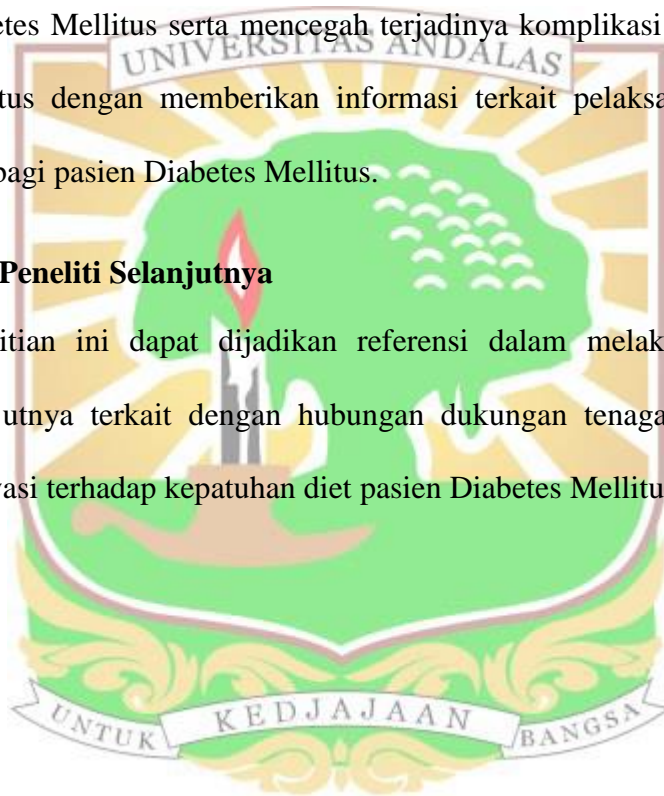 etes Mellitus serta mencegah terjadinya komplikasi
UNIVERSITAS ANDALAS
tus dengan memberikan informasi terkait pelaksa
bagi pasien Diabetes Mellitus.
Peneliti Selanjutnya
itian ini dapat dijadikan referensi dalam melak
utnya terkait dengan hubungan dukungan tenaga
vasi terhadap kepatuhan diet pasien Diabetes Mellitu
UNTUK KEDJAJAAN BANGSA